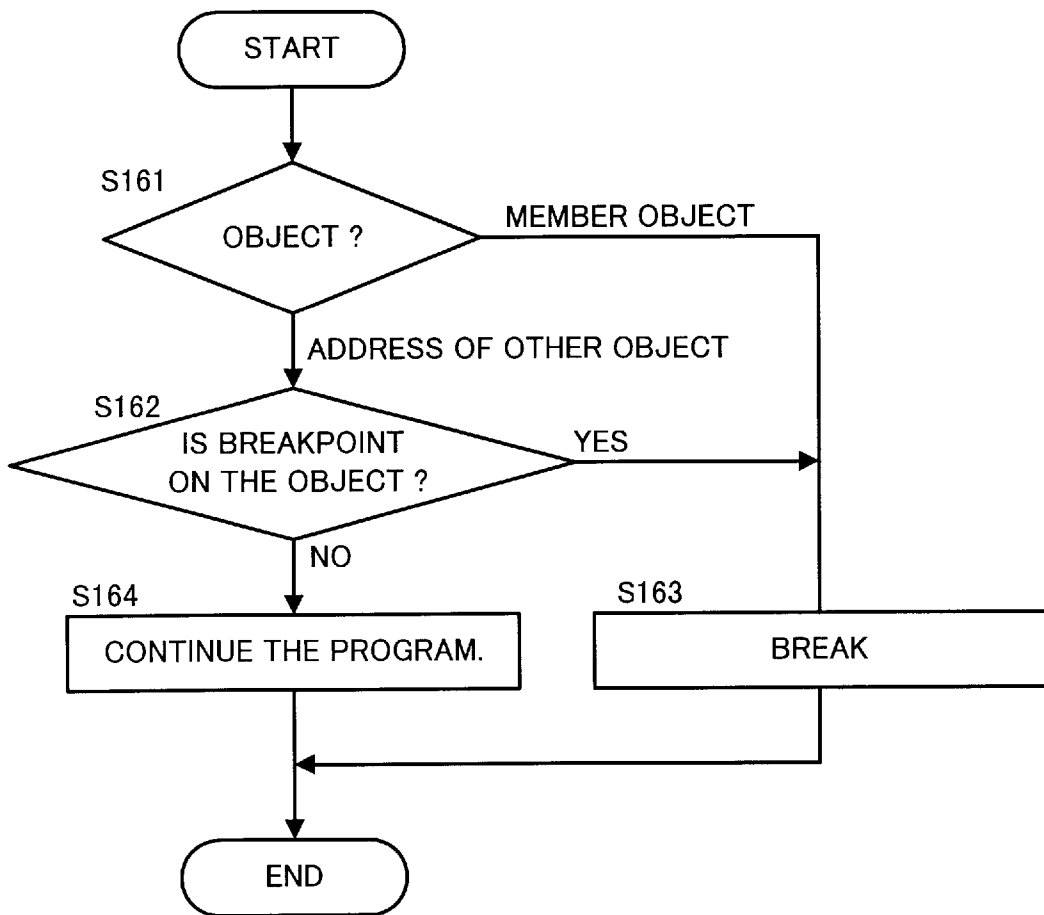 START
S161
OBJECT ?
MEMBER OBJECT
ADDRESS OF OTHER OBJECT
S162
IS BREAKPOINT
ON THE OBJECT ?
YES
NO
S164
CONTINUE THE PROGRAM.
S163
BREAK
END